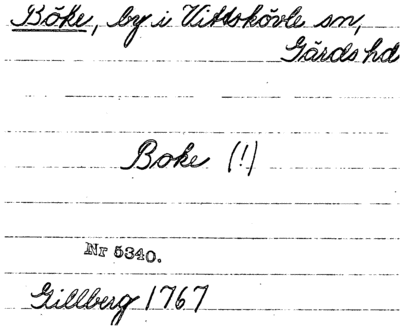 Böke, by i Vittskövle sn,
Gärds hd
Boke (!)
Nr 5340.
Gillberg 1767